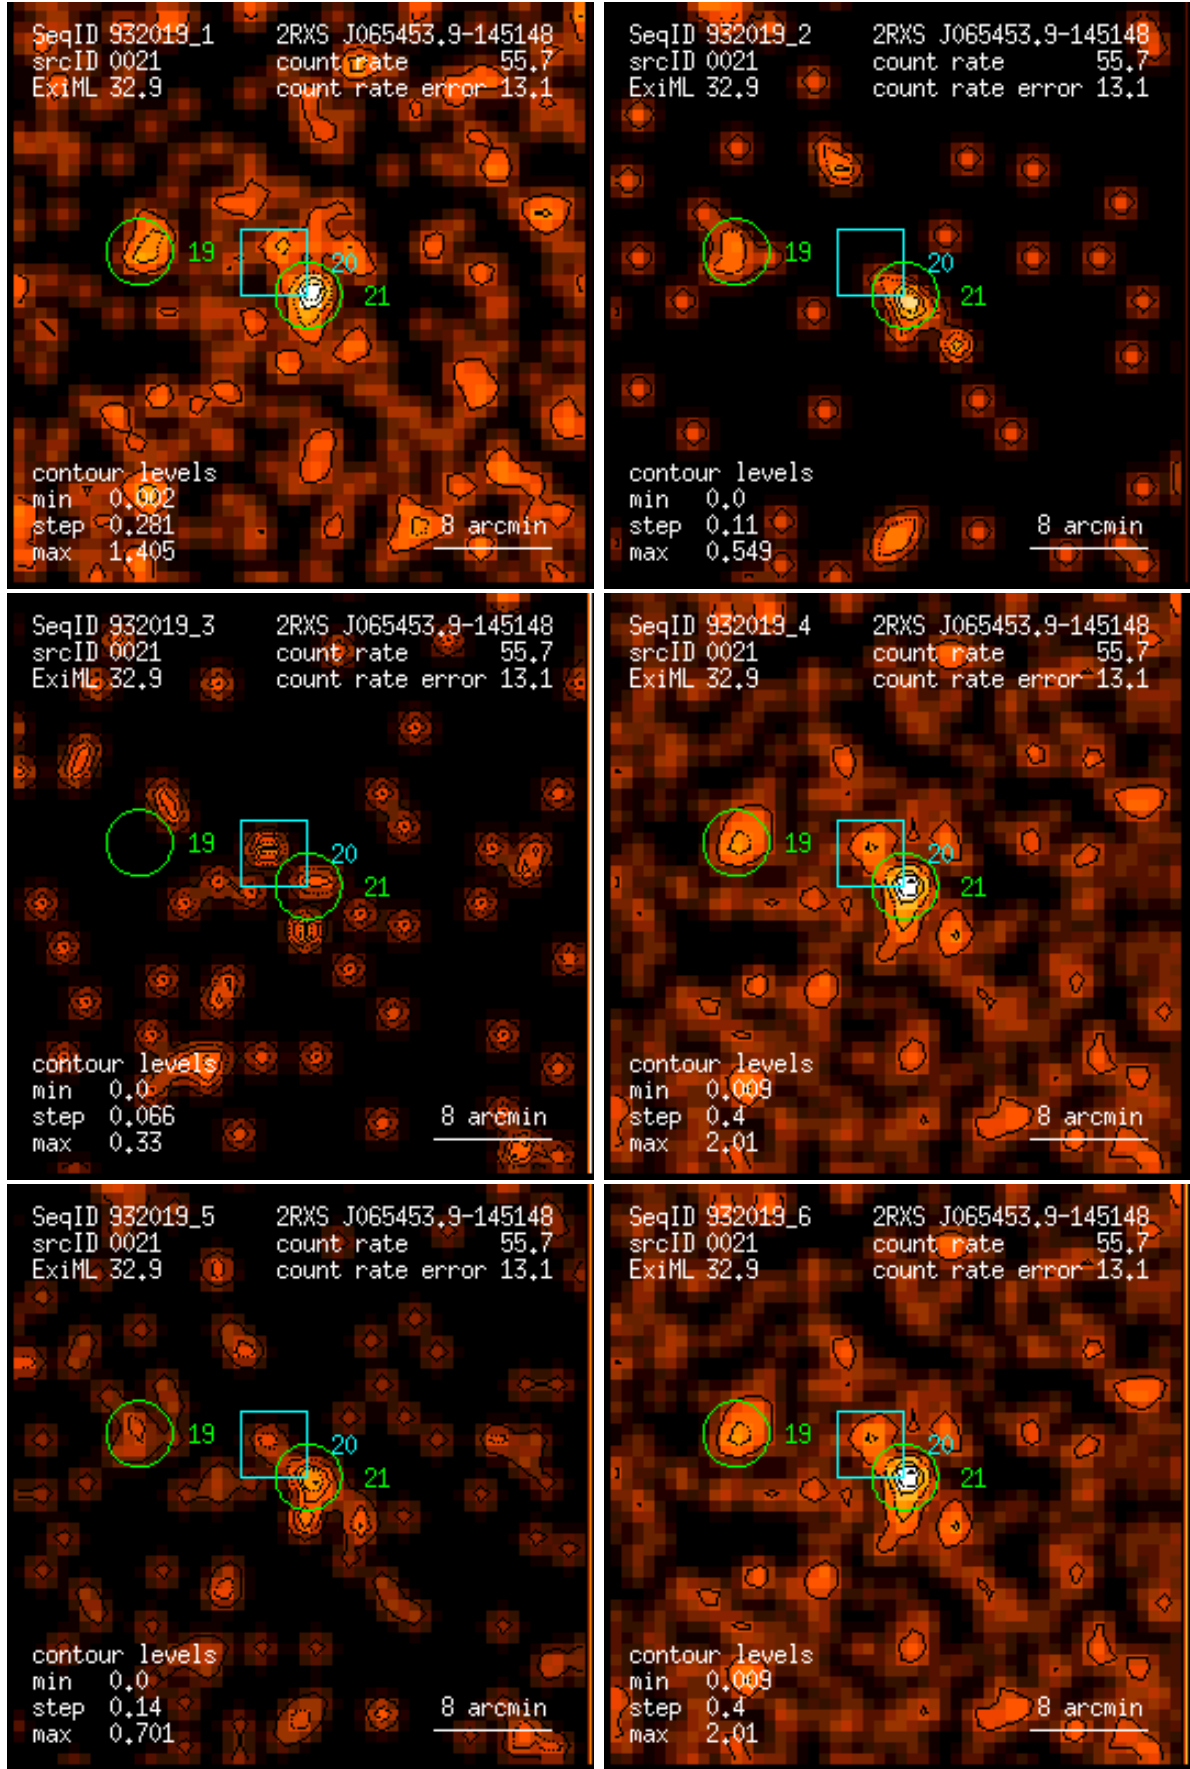 SeqID 932019_1 2RXS J065453.9-145148
srcID 0021 count rate 55.7
ExiML 32.9 count rate error 13.1
19
20
21
contour levels
min 0.002
step 0.281
max 1.405
8 arcmin
SeqID 932019_2 2RXS J065453.9-145148
srcID 0021 count rate 55.7
ExiML 32.9 count rate error 13.1
19
20
21
contour levels
min 0.0
step 0.11
max 0.549
8 arcmin
SeqID 932019_3 2RXS J065453.9-145148
srcID 0021 count rate 55.7
ExiML 32.9 count rate error 13.1
19
20
21
contour levels
min 0.0
step 0.066
max 0.33
8 arcmin
SeqID 932019_4 2RXS J065453.9-145148
srcID 0021 count rate 55.7
ExiML 32.9 count rate error 13.1
19
20
21
contour levels
min 0.009
step 0.4
max 2.01
8 arcmin
SeqID 932019_5 2RXS J065453.9-145148
srcID 0021 count rate 55.7
ExiML 32.9 count rate error 13.1
19
20
21
contour levels
min 0.0
step 0.14
max 0.701
8 arcmin
SeqID 932019_6 2RXS J065453.9-145148
srcID 0021 count rate 55.7
ExiML 32.9 count rate error 13.1
19
20
21
contour levels
min 0.009
step 0.4
max 2.01
8 arcmin